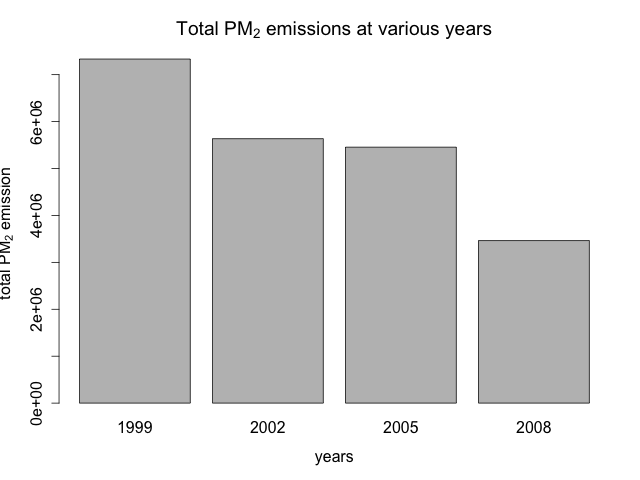 Total PM₂ emissions at various years
total PM₂ emission
6e+06
4e+06
2e+06
0e+00
1999 2002 2005 2008
years